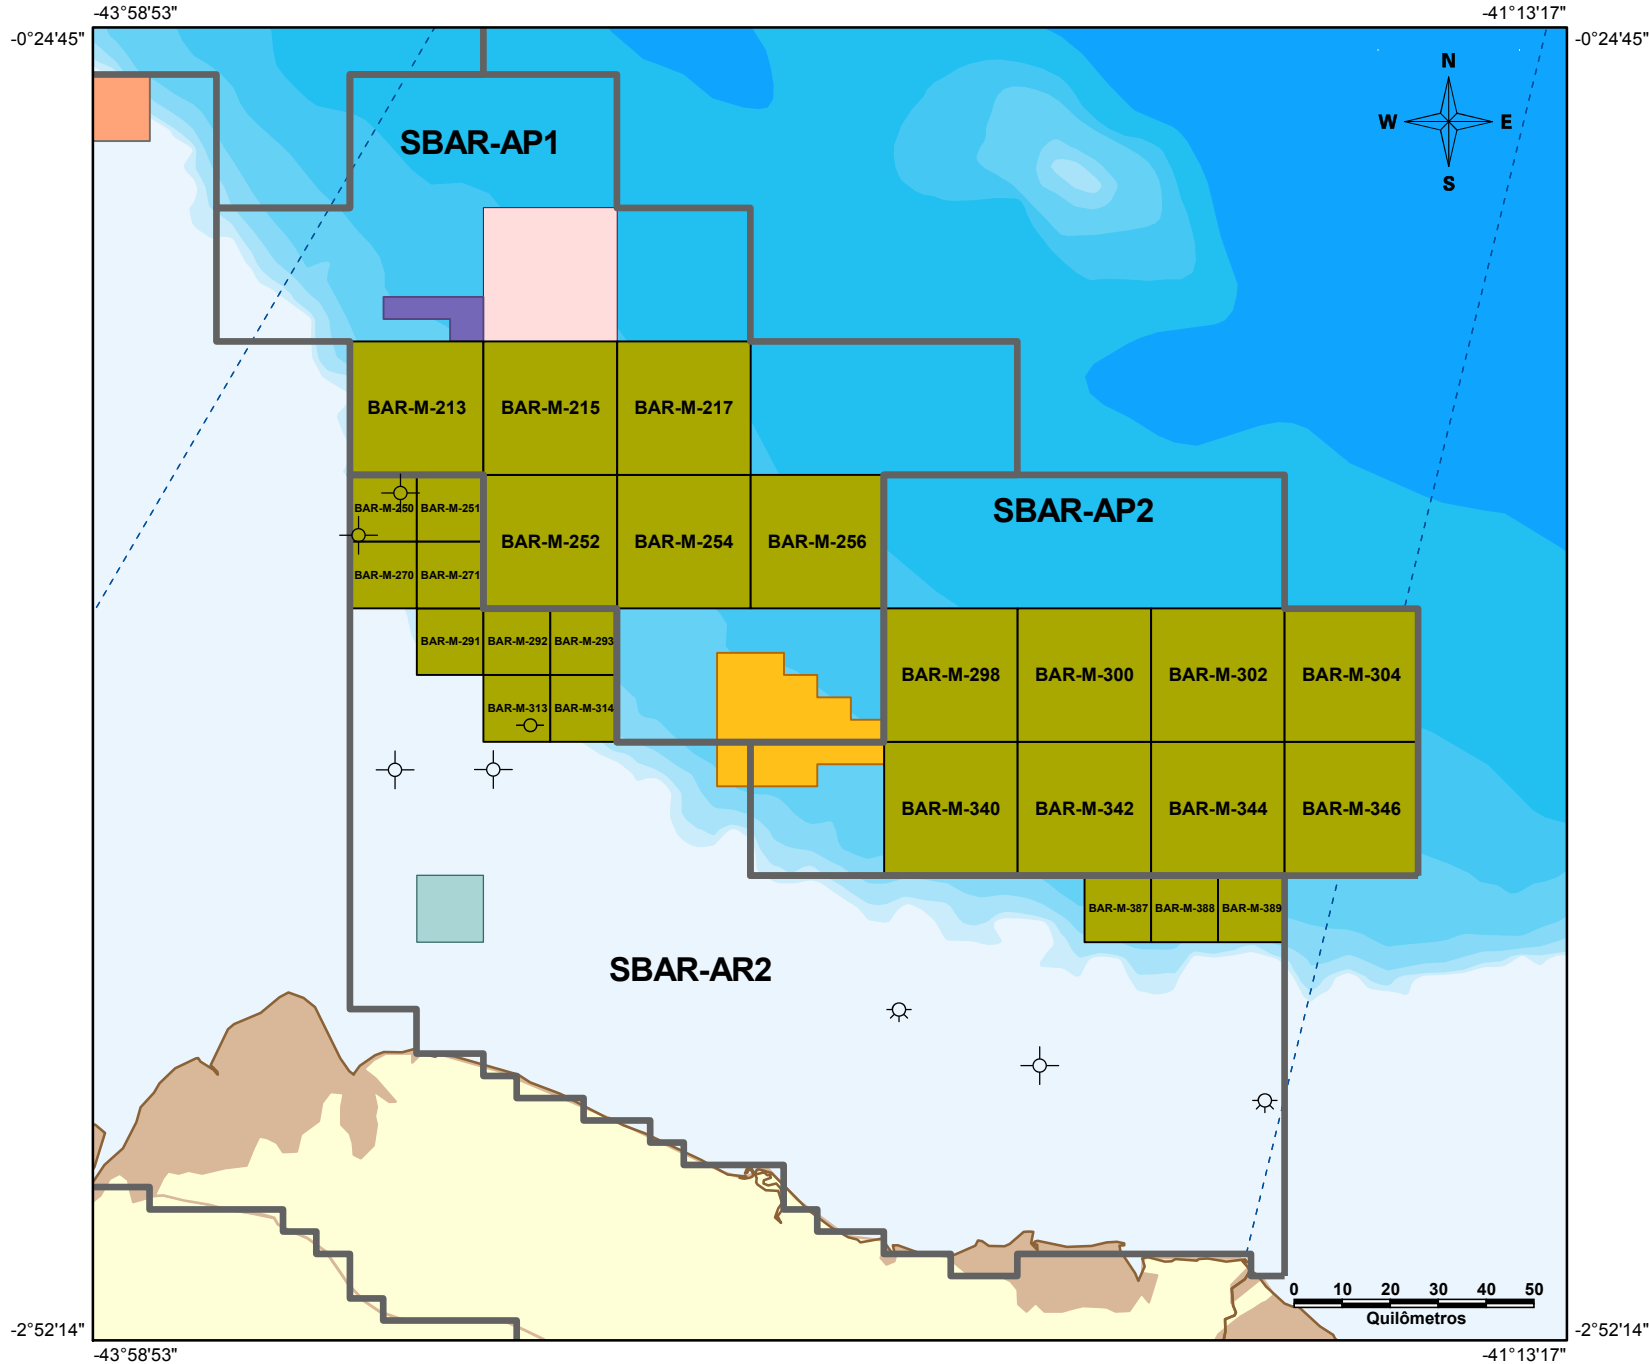 -43°58'53"
-41°13'17"
-0°24'45"
-0°24'45"
N
W E
S
SBAR-AP1
BAR-M-213 BAR-M-215 BAR-M-217
SBAR-AP2
BAR-M-250 BAR-M-251
BAR-M-252 BAR-M-254 BAR-M-256
BAR-M-270 BAR-M-271
BAR-M-291 BAR-M-292 BAR-M-293
BAR-M-298 BAR-M-300 BAR-M-302 BAR-M-304
BAR-M-313 BAR-M-314
BAR-M-340 BAR-M-342 BAR-M-344 BAR-M-346
BAR-M-387 BAR-M-388 BAR-M-389
SBAR-AR2
0 10 20 30 40 50
Quilômetros
-2°52'14"
-2°52'14"
-43°58'53"
-41°13'17"